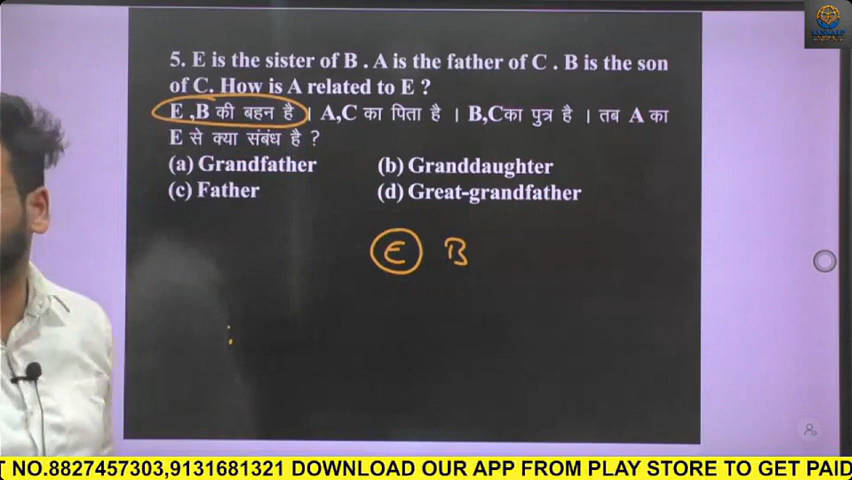 5. E is the sister of B . A is the father of C . B is the son
of C. How is A related to E ?
E ,B की बहन है । A,C का पिता है । B,Cका पुत्र है । तब A का
E से क्या संबंध है ?
(a) Grandfather (b) Granddaughter
(c) Father (d) Great-grandfather
E B
T NO.8827457303,9131681321 DOWNLOAD OUR APP FROM PLAY STORE TO GET PAID